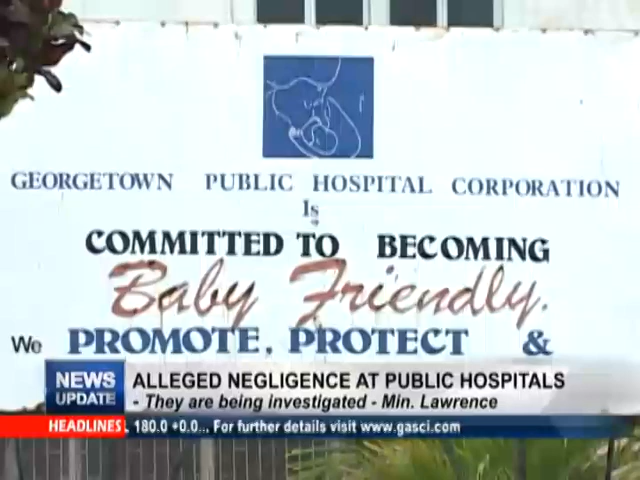 GEORGETOWN PUBLIC HOSPITAL CORPORATION
Is
COMMITTED TO BECOMING
Baby Friendly.
We PROMOTE, PROTECT &
NEWS UPDATE
ALLEGED NEGLIGENCE AT PUBLIC HOSPITALS
- They are being investigated - Min. Lawrence
HEADLINES 180.0 +0.0... For further details visit www.gasci.com